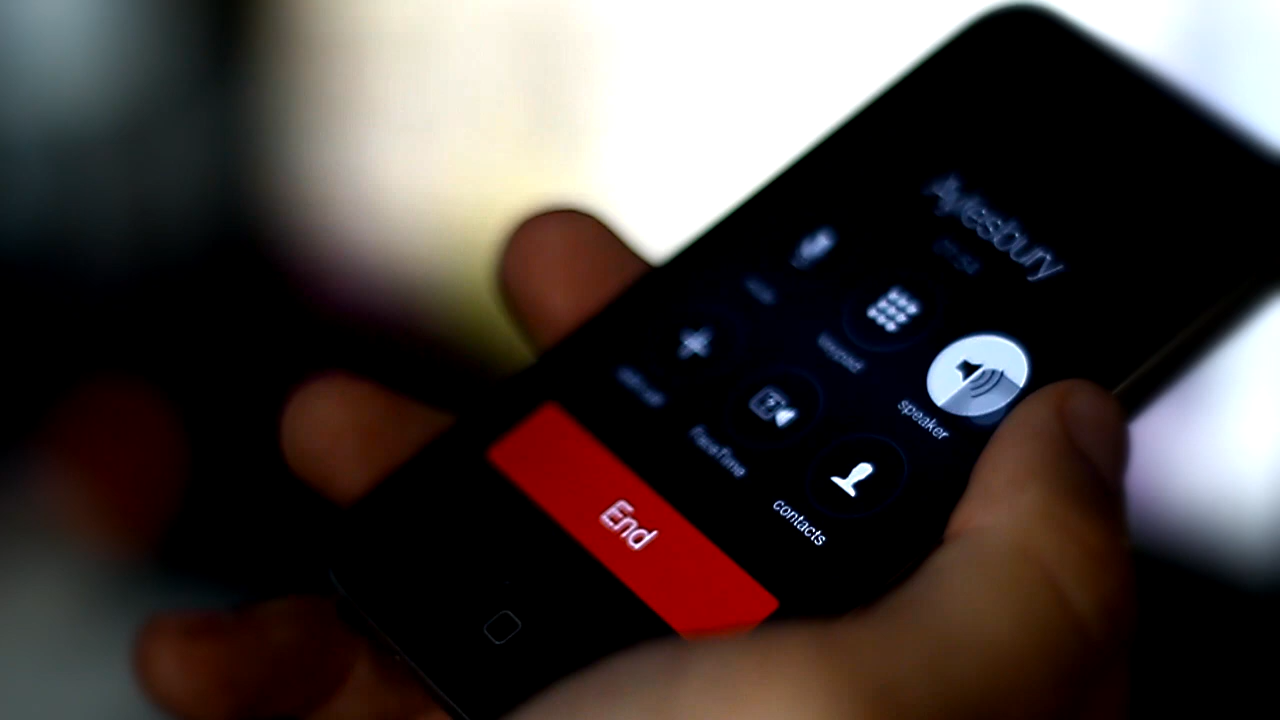 Aylesbury
keypad
speaker
FaceTime
contacts
End